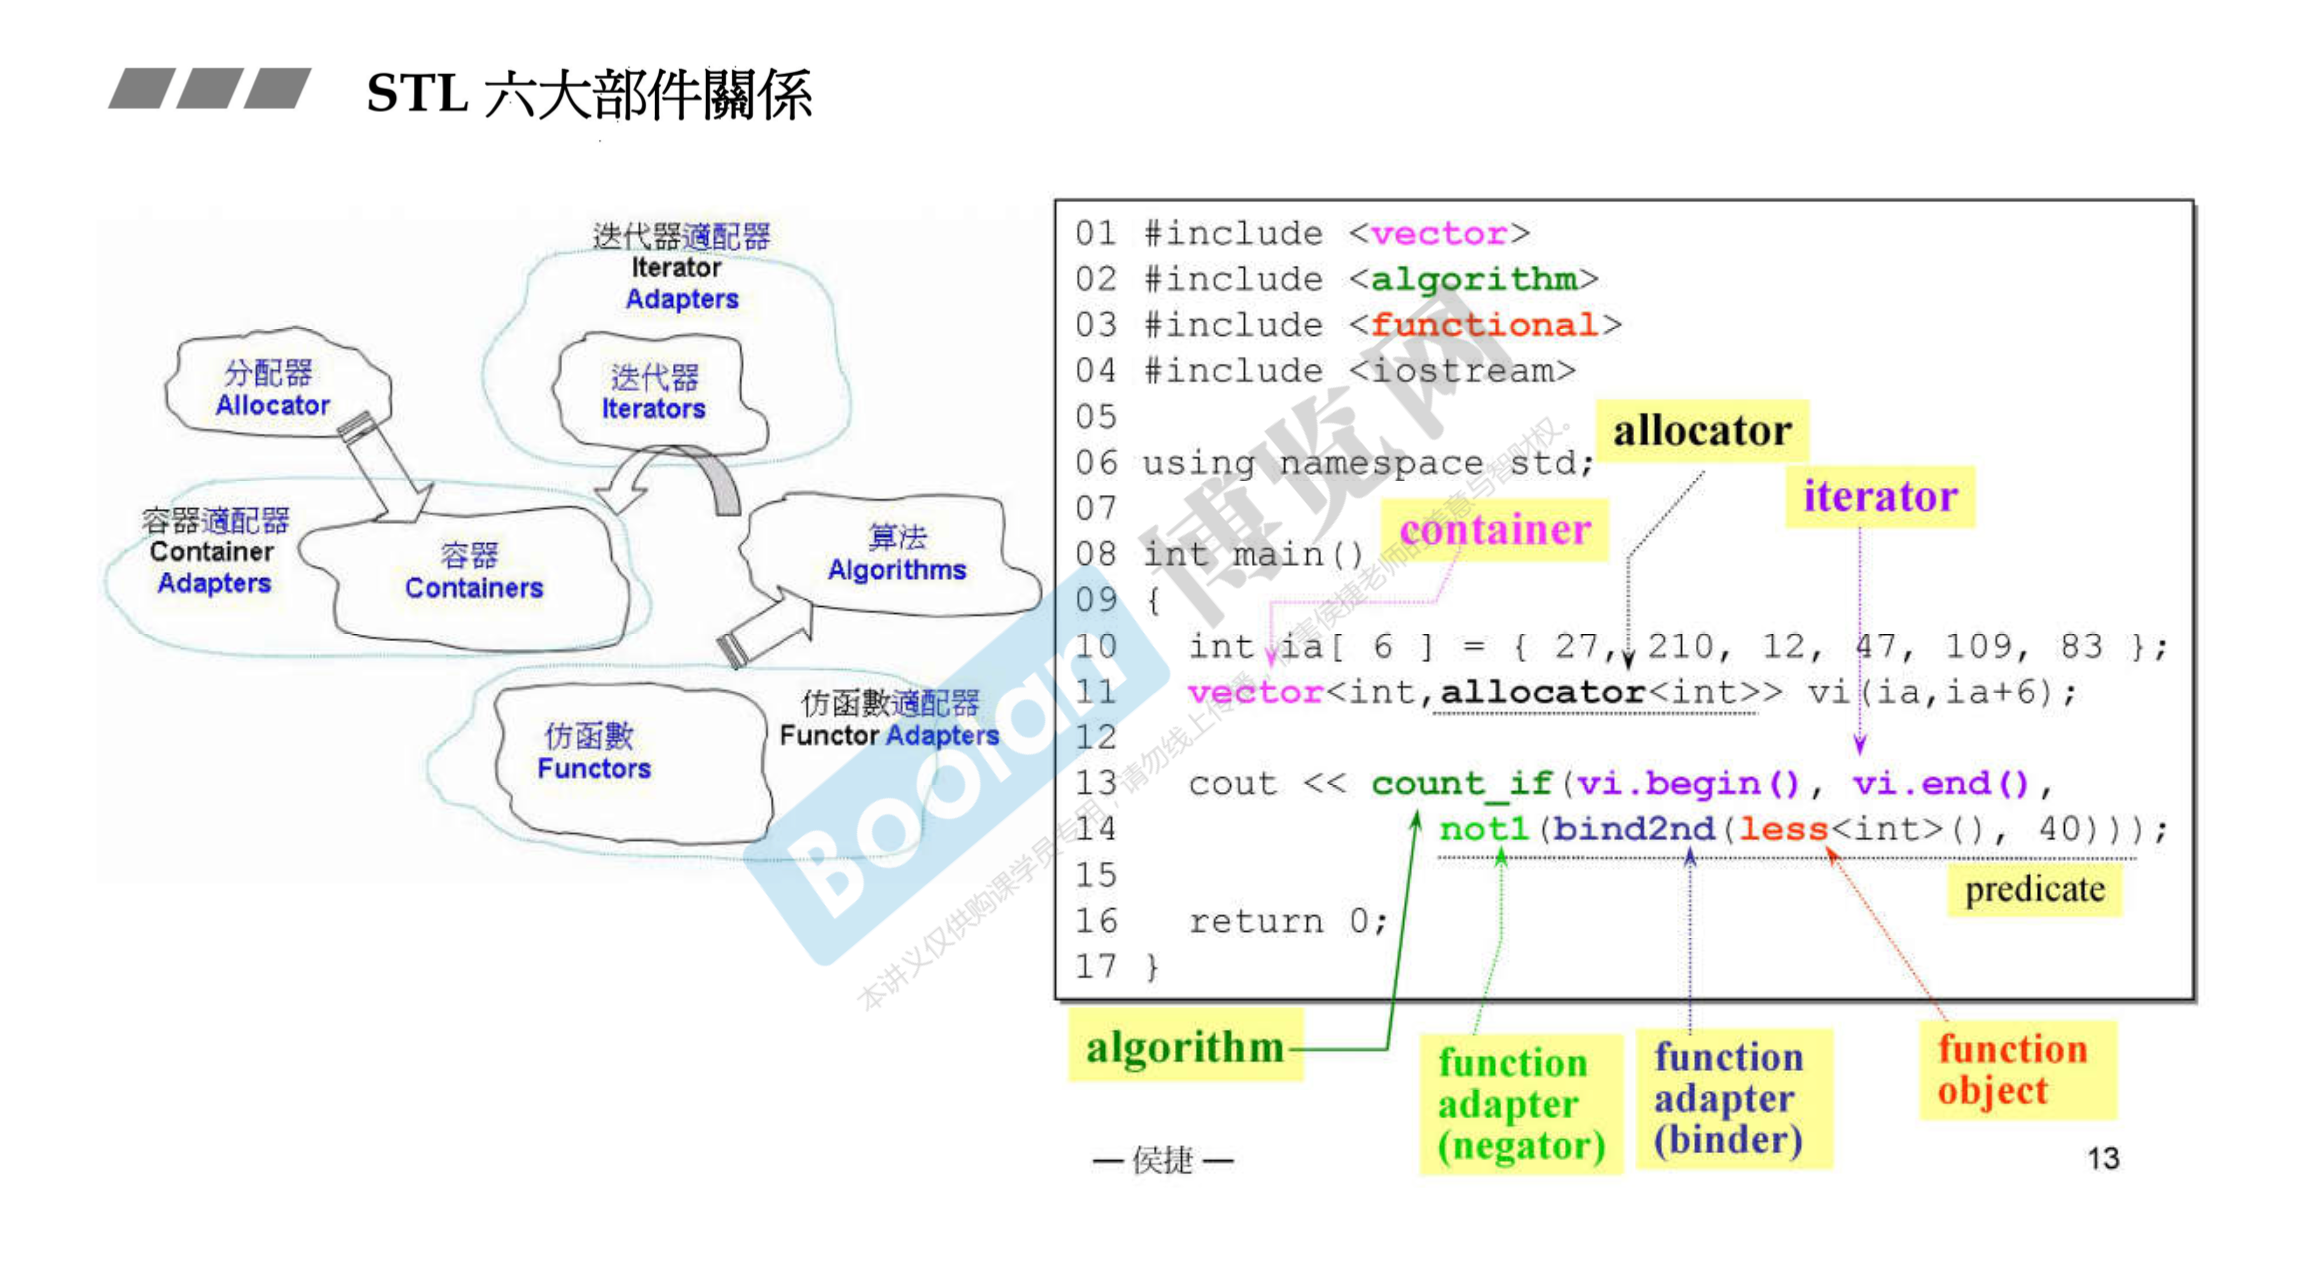 STL 六大部件關係
迭代器適配器
Iterator
Adapters
分配器
Allocator
迭代器
Iterators
容器適配器
Container
Adapters
容器
Containers
算法
Algorithms
仿函數
Functors
仿函數適配器
Functor Adapters
01 #include <vector>
02 #include <algorithm>
03 #include <functional>
04 #include <iostream>
05
06 using namespace std;
07
08 int main()
09 {
10 int ia[ 6 ] = { 27, 210, 12, 47, 109, 83 };
11 vector<int,allocator<int>> vi(ia,ia+6);
12
13 cout << count_if(vi.begin(), vi.end(),
14 not1(bind2nd(less<int>(), 40)));
15
16 return 0;
17 }
allocator
iterator
container
predicate
algorithm
function
adapter
(negator)
function
adapter
(binder)
function
object
Boolan
博览网
本讲义仅供购课学员专用，请勿线上传播，
害侯捷老师的
意与智财权。
— 侯捷 —
13